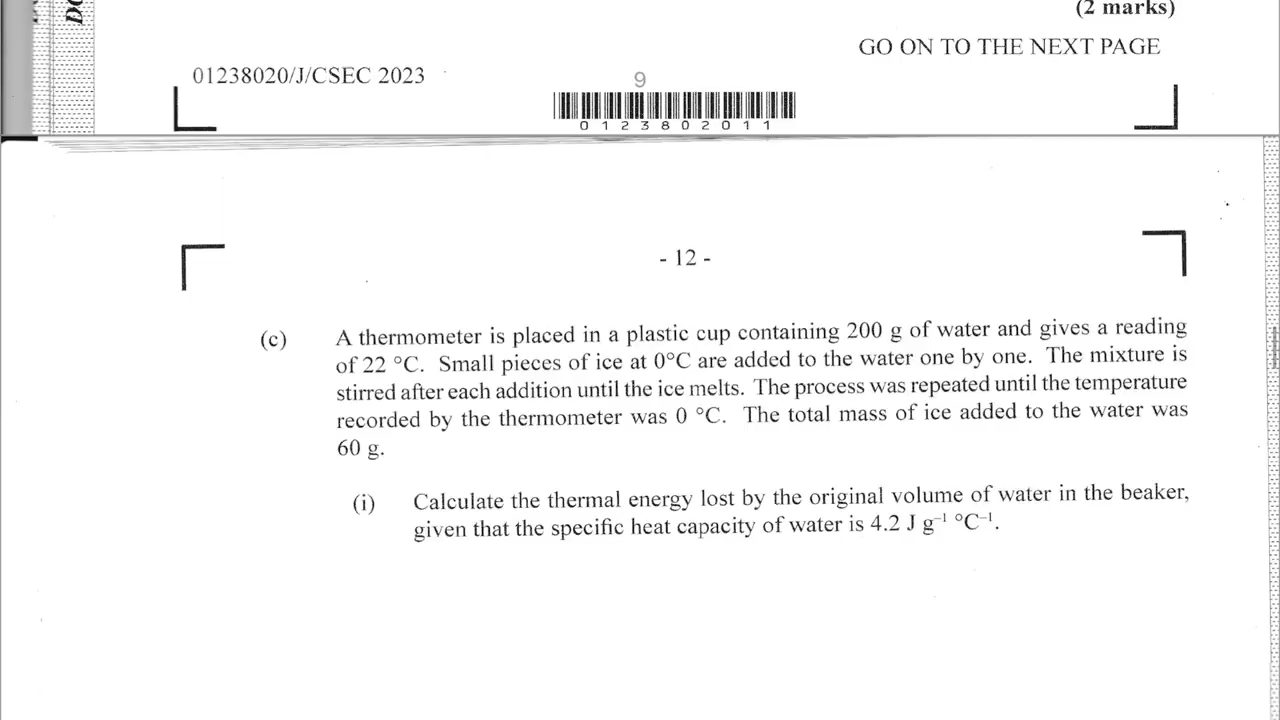 DO
(2 marks)
GO ON TO THE NEXT PAGE
01238020/J/CSEC 2023
9
0 1 2 3 8 0 2 0 1 1
- 12 -
(c) A thermometer is placed in a plastic cup containing 200 g of water and gives a reading
of 22 °C. Small pieces of ice at 0°C are added to the water one by one. The mixture is
stirred after each addition until the ice melts. The process was repeated until the temperature
recorded by the thermometer was 0 °C. The total mass of ice added to the water was
60 g.
(i) Calculate the thermal energy lost by the original volume of water in the beaker,
given that the specific heat capacity of water is 4.2 J g⁻¹ °C⁻¹.